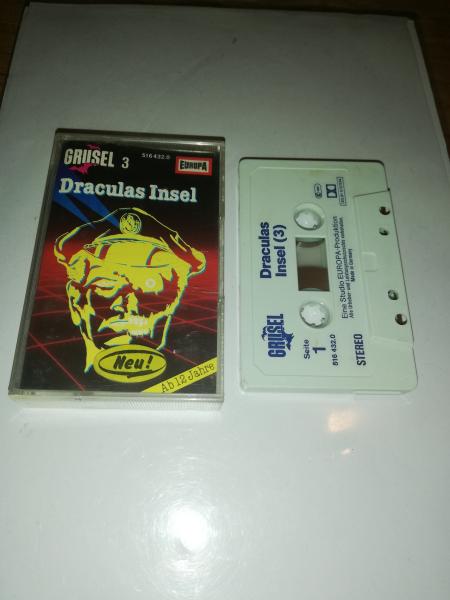 GRUSEL 3
516 432.0
EUROPA
Draculas Insel
Neu!
Ab 12 Jahre
GRUSEL
Draculas
Insel (3)
Seite
1
516 432.0
STEREO
Eine Studio EUROPA-Produktion
Made in Germany